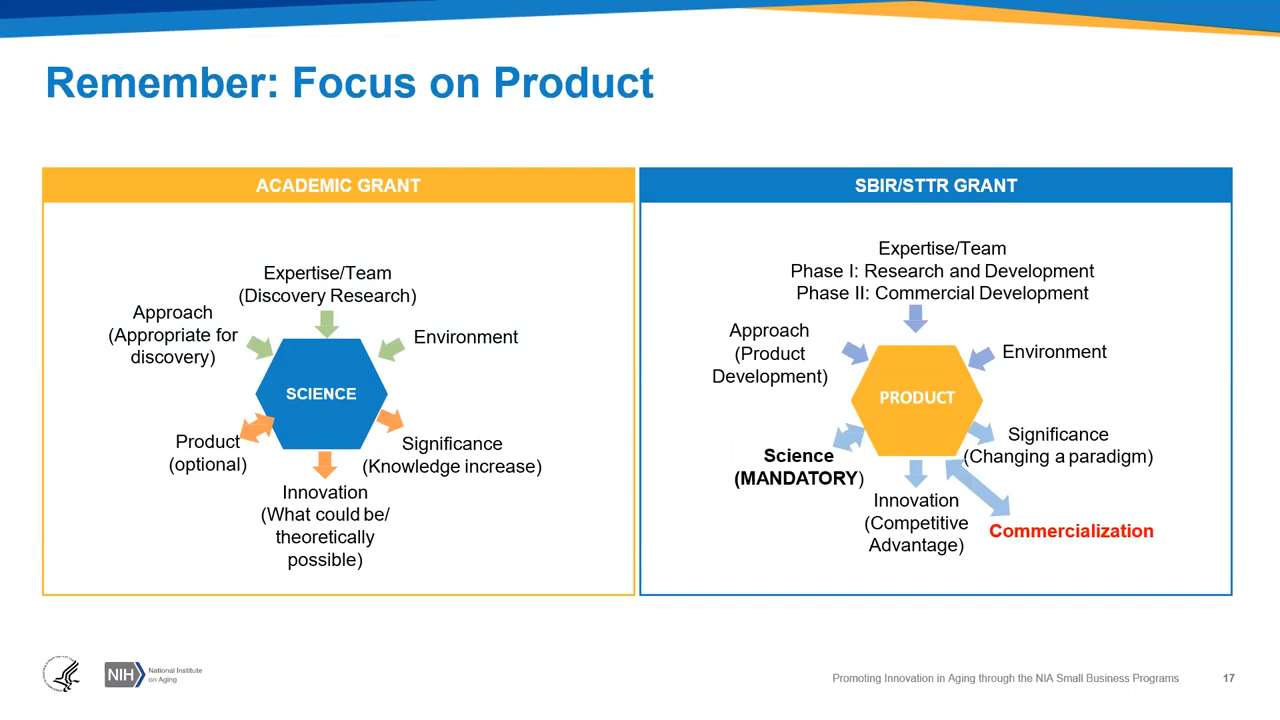 Remember: Focus on Product
ACADEMIC GRANT
Expertise/Team
(Discovery Research)
Approach
(Appropriate for
discovery)
Environment
SCIENCE
Product
(optional)
Significance
(Knowledge increase)
Innovation
(What could be/
theoretically
possible)
SBIR/STTR GRANT
Expertise/Team
Phase I: Research and Development
Phase II: Commercial Development
Approach
(Product
Development)
Environment
PRODUCT
Science
(MANDATORY)
Significance
(Changing a paradigm)
Innovation
(Competitive
Advantage)
Commercialization
NIH
National Institute
on Aging
Promoting Innovation in Aging through the NIA Small Business Programs
17